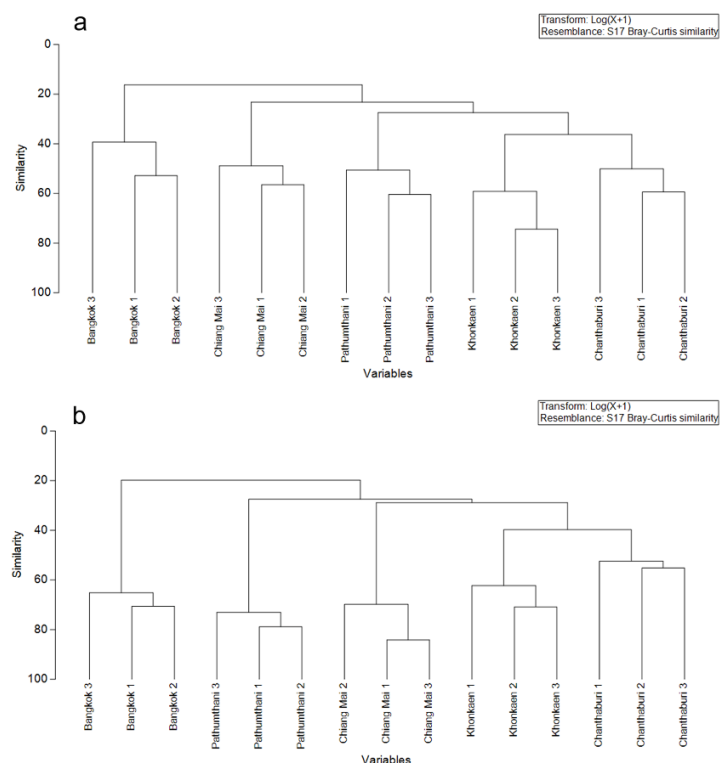 a
Transform: Log(X+1)
Resemblance: S17 Bray-Curtis similarity
0
20
40
60
80
100
Similarity
Bangkok 3
Bangkok 1
Bangkok 2
Chiang Mai 3
Chiang Mai 1
Chiang Mai 2
Pathumthani 1
Pathumthani 2
Pathumthani 3
Khonkaen 1
Khonkaen 2
Khonkaen 3
Chanthaburi 3
Chanthaburi 1
Chanthaburi 2
Variables
b
Transform: Log(X+1)
Resemblance: S17 Bray-Curtis similarity
0
20
40
60
80
100
Similarity
Bangkok 3
Bangkok 1
Bangkok 2
Pathumthani 3
Pathumthani 1
Pathumthani 2
Chiang Mai 2
Chiang Mai 1
Chiang Mai 3
Khonkaen 1
Khonkaen 2
Khonkaen 3
Chanthaburi 1
Chanthaburi 2
Chanthaburi 3
Variables